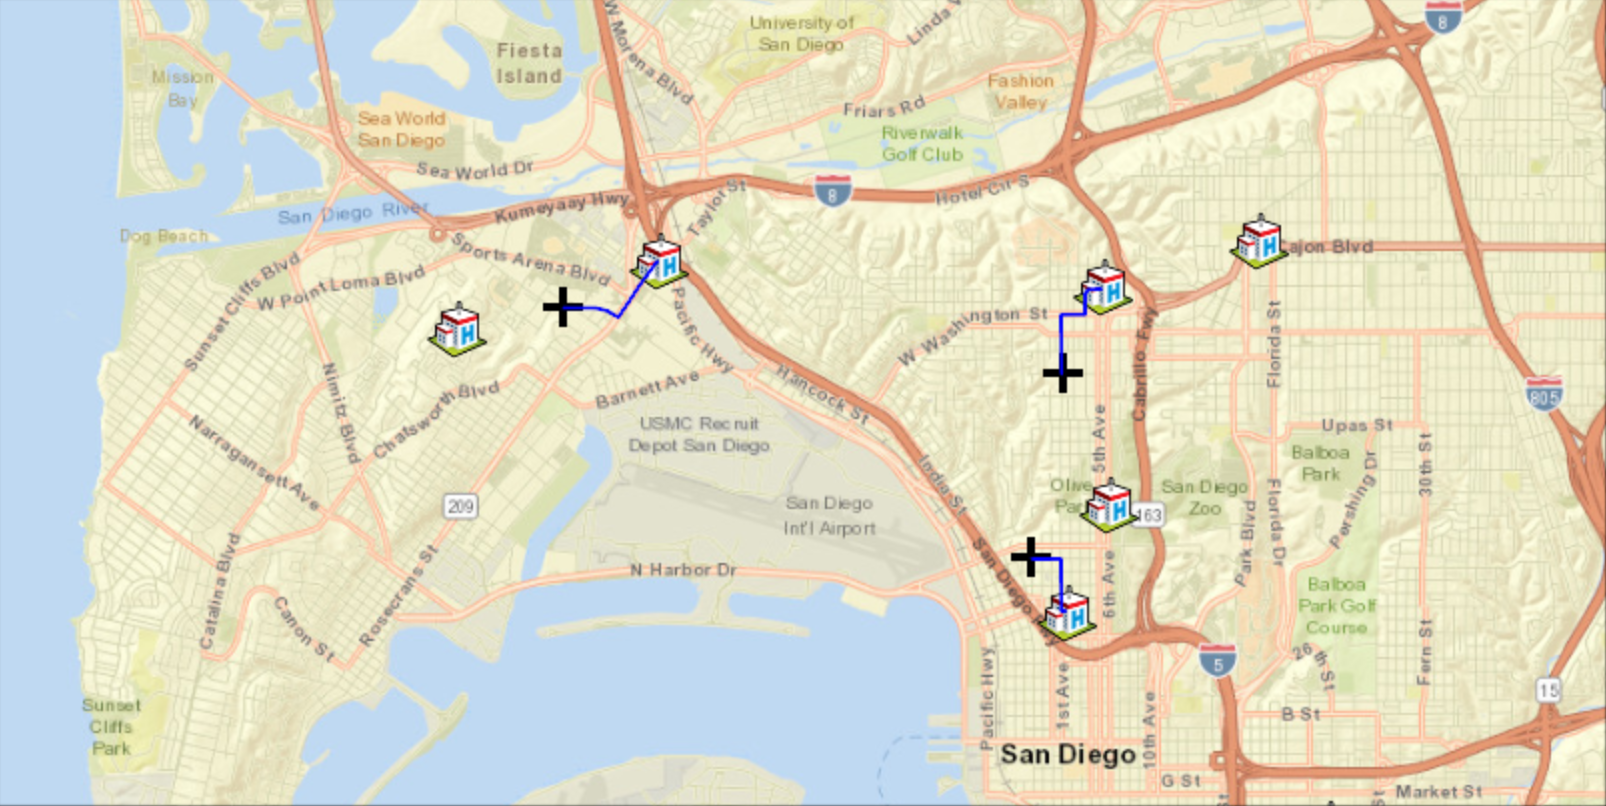 8
University of
San Diego
Linda
W Morena Blvd
Fiesta
Island
Mission
Bay
Fashion
Valley
Friars Rd
Sea World
San Diego
Riverwalk
Golf Club
Sea World Dr
Taylor St
8
Hotel Cir S
Kumeyaay Hwy
San Diego River
Dog Beach
Sports Arena Blvd
H
Cajon Blvd
H
W Point Loma Blvd
Sunset Cliffs Blvd
H
H
Pacific Hwy
W Washington St
Florida St
Cabrillo Fwy
Nimitz Blvd
Chatsworth Blvd
Barnett Ave
Hancock St
805
USMC Recruit
Depot San Diego
Upas St
5th Ave
Balboa
Park
30th St
Narragansett Ave
India St
Pershing Dr
Olive
H
San Diego
Zoo
163
209
San Diego
Int'l Airport
Florida Dr
Park Blvd
Catalina Blvd
Rosecrans St
N Harbor Dr
San Diego
6th Ave
Balboa
Park Golf
Course
Canon St
H
5
26th St
Fern St
15
Pacific Hwy
1st Ave
10th Ave
B St
Sunset
Cliffs
Park
San Diego
G St
Market St